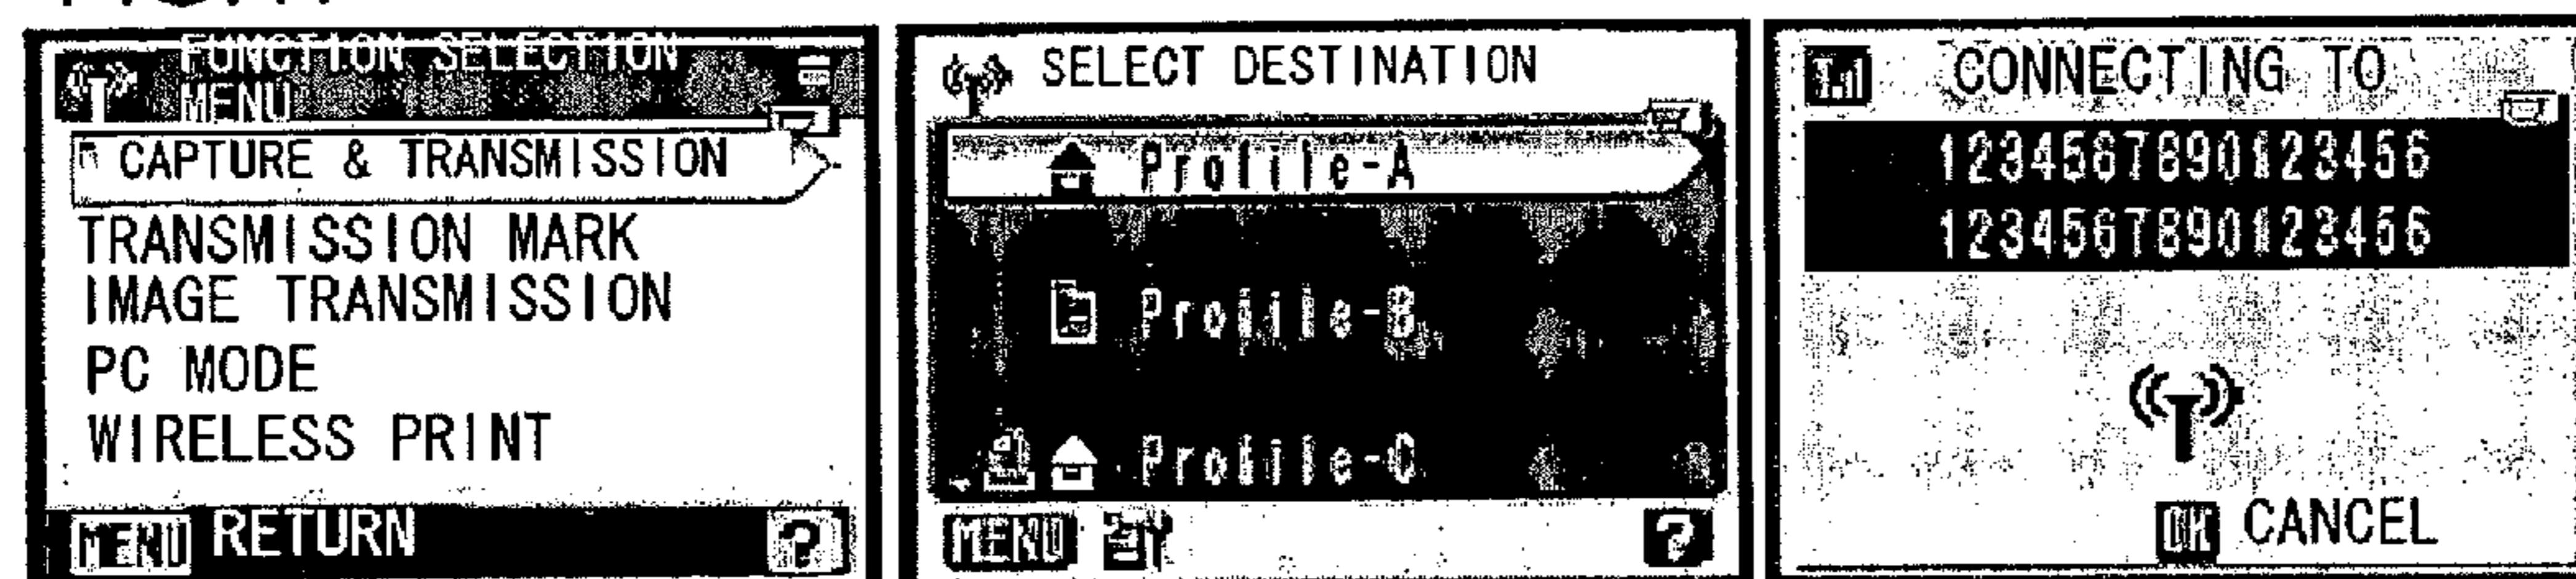 FUNCTION SELECTION
MENU
CAPTURE & TRANSMISSION
TRANSMISSION MARK
IMAGE TRANSMISSION
PC MODE
WIRELESS PRINT
MENU RETURN ?
SELECT DESTINATION
Profile-A
Profile-B
Profile-C
MENU ?
CONNECTING TO
1234567890123456
1234567890123456
OK CANCEL